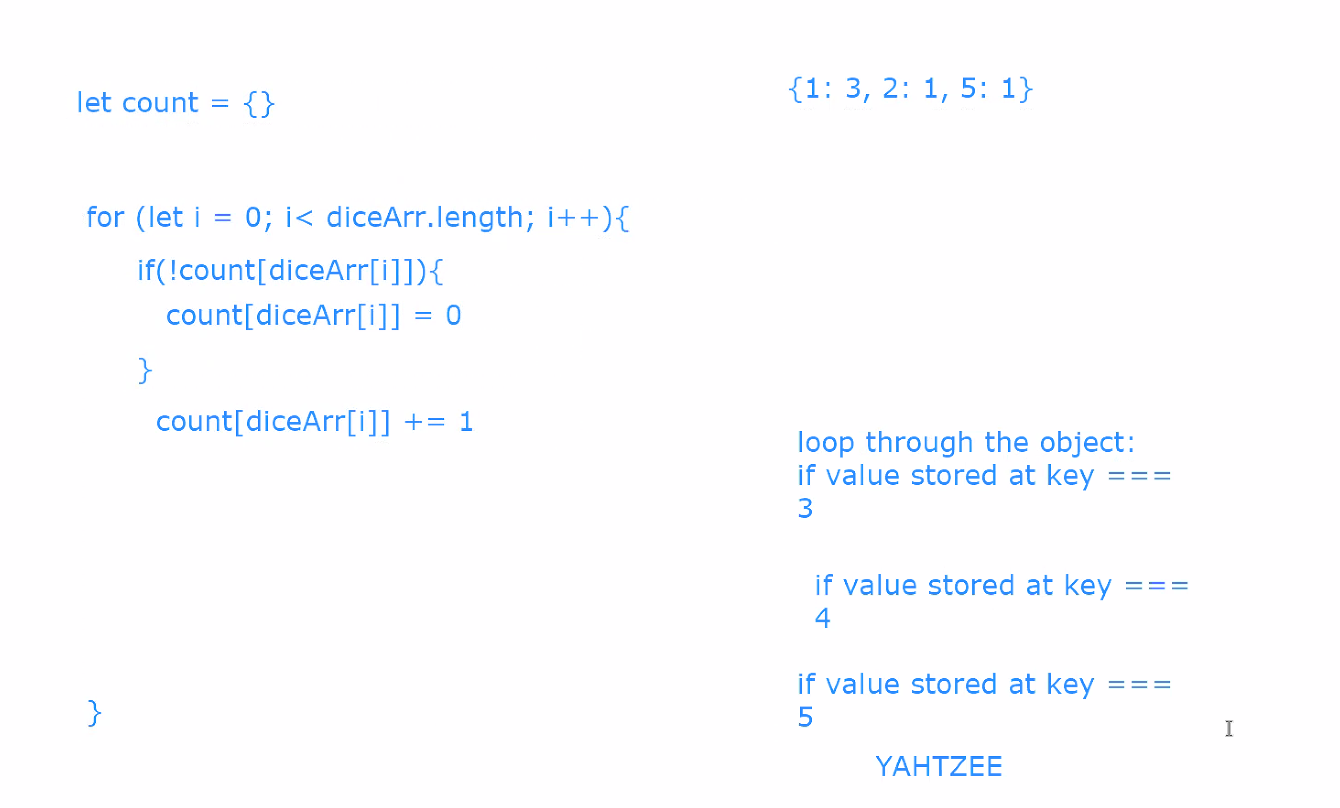 let count = {}
for (let i = 0; i< diceArr.length; i++){
if(!count[diceArr[i]]){
count[diceArr[i]] = 0
}
count[diceArr[i]] += 1
}
{1: 3, 2: 1, 5: 1}
loop through the object:
if value stored at key ===
3
if value stored at key ===
4
if value stored at key ===
5
YAHTZEE